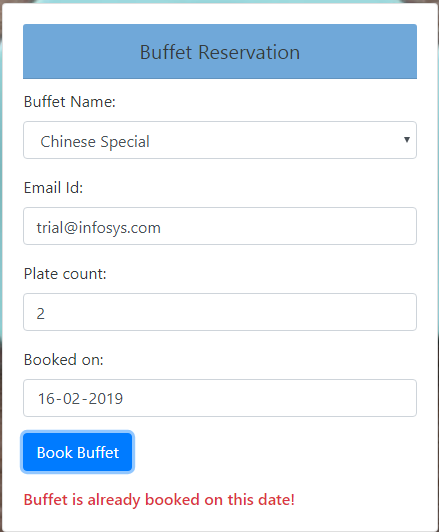 Buffet Reservation
Buffet Name:
Chinese Special
Email Id:
trial@infosys.com
Plate count:
2
Booked on:
16-02-2019
Book Buffet
Buffet is already booked on this date!